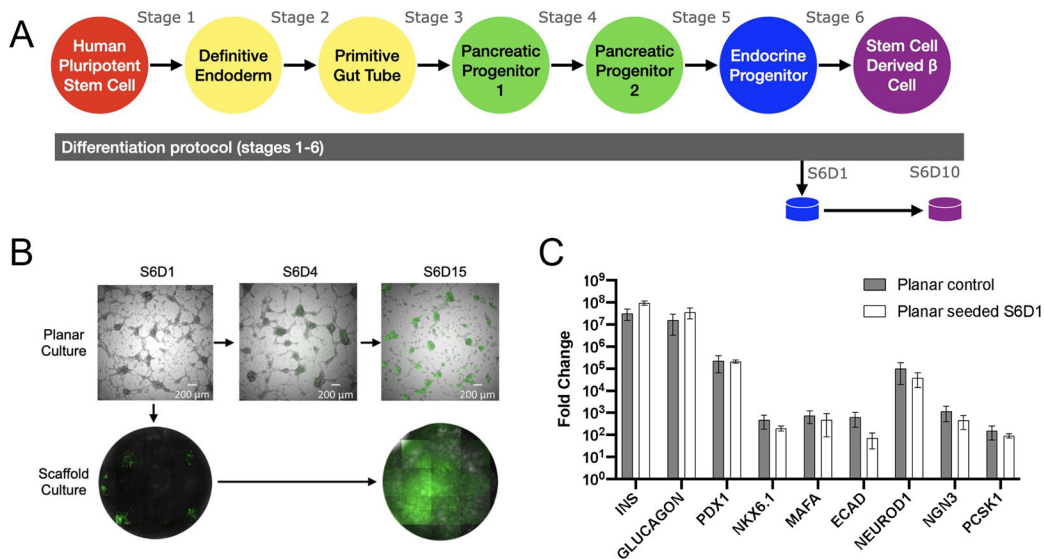 A
Stage 1
Stage 2
Stage 3
Stage 4
Stage 5
Stage 6
Human
Pluripotent
Stem Cell
Definitive
Endoderm
Primitive
Gut Tube
Pancreatic
Progenitor
1
Pancreatic
Progenitor
2
Endocrine
Progenitor
Stem Cell
Derived β
Cell
Differentiation protocol (stages 1-6)
S6D1
S6D10
B
S6D1
S6D4
S6D15
Planar
Culture
200 µm
200 µm
200 µm
Scaffold
Culture
C
Fold Change
10⁹
10⁸
10⁷
10⁶
10⁵
10⁴
10³
10²
10¹
10⁰
Planar control
Planar seeded S6D1
INS
GLUCAGON
PDX1
NKX6.1
MAFA
ECAD
NEUROD1
NGN3
PCSK1